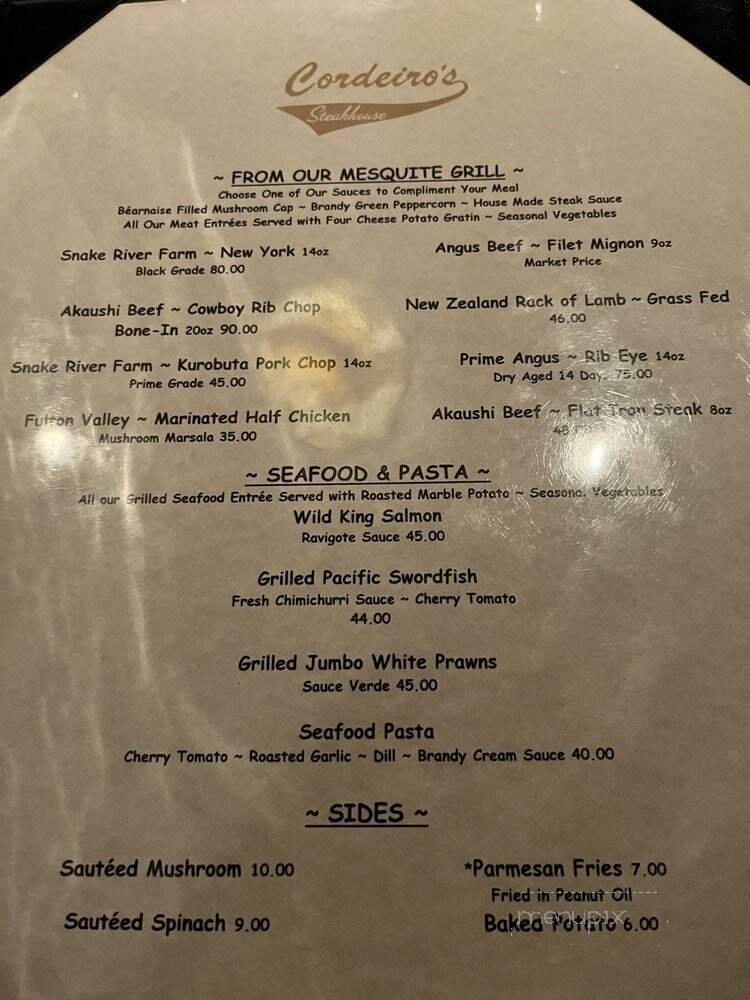 Cordeiro's
Steakhouse
~ FROM OUR MESQUITE GRILL ~
Choose One of Our Sauces to Compliment Your Meal
Béarnaise Filled Mushroom Cap ~ Brandy Green Peppercorn ~ House Made Steak Sauce
All Our Meat Entrées Served with Four Cheese Potato Gratin ~ Seasonal Vegetables
Snake River Farm ~ New York 14oz
Black Grade 80.00
Angus Beef ~ Filet Mignon 9oz
Market Price
Akaushi Beef ~ Cowboy Rib Chop
Bone-In 20oz 90.00
New Zealand Rack of Lamb ~ Grass Fed
46.00
Snake River Farm ~ Kurobuta Pork Chop 14oz
Prime Grade 45.00
Prime Angus ~ Rib Eye 14oz
Dry Aged 14 Day. 75.00
Fulton Valley ~ Marinated Half Chicken
Mushroom Marsala 35.00
Akaushi Beef ~ Flat Iron Steak 8oz
48
~ SEAFOOD & PASTA ~
All our Grilled Seafood Entrée Served with Roasted Marble Potato ~ Seasonal Vegetables
Wild King Salmon
Ravigote Sauce 45.00
Grilled Pacific Swordfish
Fresh Chimichurri Sauce ~ Cherry Tomato
44.00
Grilled Jumbo White Prawns
Sauce Verde 45.00
Seafood Pasta
Cherry Tomato ~ Roasted Garlic ~ Dill ~ Brandy Cream Sauce 40.00
~ SIDES ~
Sautéed Mushroom 10.00
*Parmesan Fries 7.00
Fried in Peanut Oil
Sautéed Spinach 9.00
Baked Potato 6.00
menupix